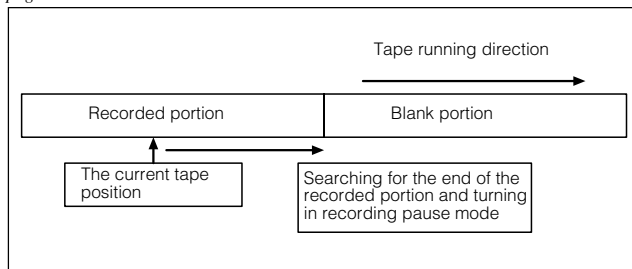 Tape running direction
Recorded portion
Blank portion
The current tape
position
Searching for the end of the
recorded portion and turning
in recording pause mode